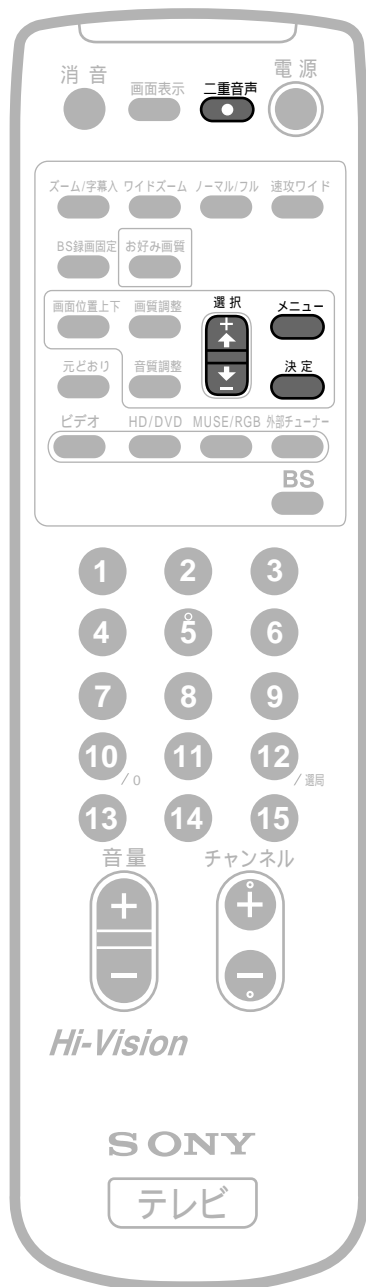 消音 画面表示 二重音声 電源
ズーム/字幕入 ワイドズーム ノーマル/フル 速攻ワイド
BS録画固定 お好み画質
画面位置上下 画質調整 選択 メニュー
+
元どおり 音質調整 決定
−
ビデオ HD/DVD MUSE/RGB 外部チューナー
BS
1 2 3
4 5 6
7 8 9
10/0 11 12/選局
13 14 15
音量 チャンネル
+ +
− −
Hi-Vision
SONY
テレビ